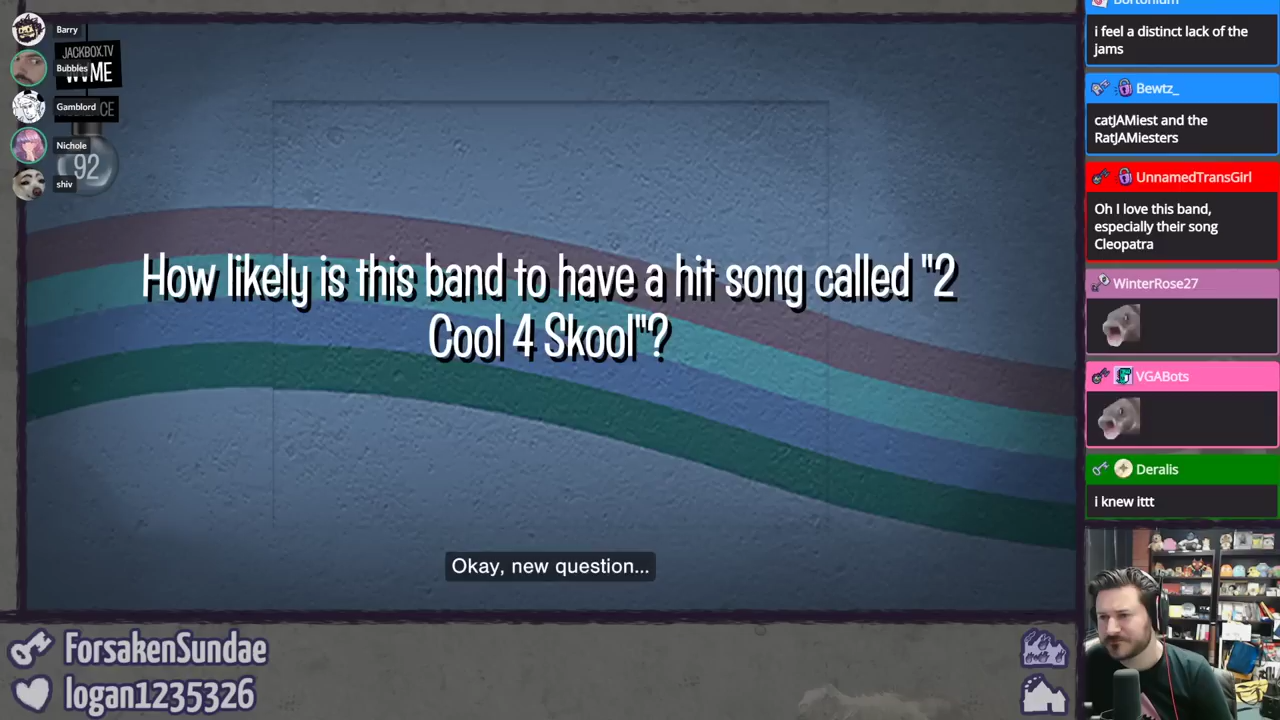 Barry
JACKBOX.TV
Bubbles
Gamblord
Nichole
92
shiv
How likely is this band to have a hit song called "2
Cool 4 Skool"?
Okay, new question...
ForsakenSundae
logan1235326
Bortonium
i feel a distinct lack of the
jams
Bewtz_
catJAMiest and the
RatJAMiesters
UnnamedTransGirl
Oh I love this band,
especially their song
Cleopatra
WinterRose27
VGABots
Deralis
i knew ittt